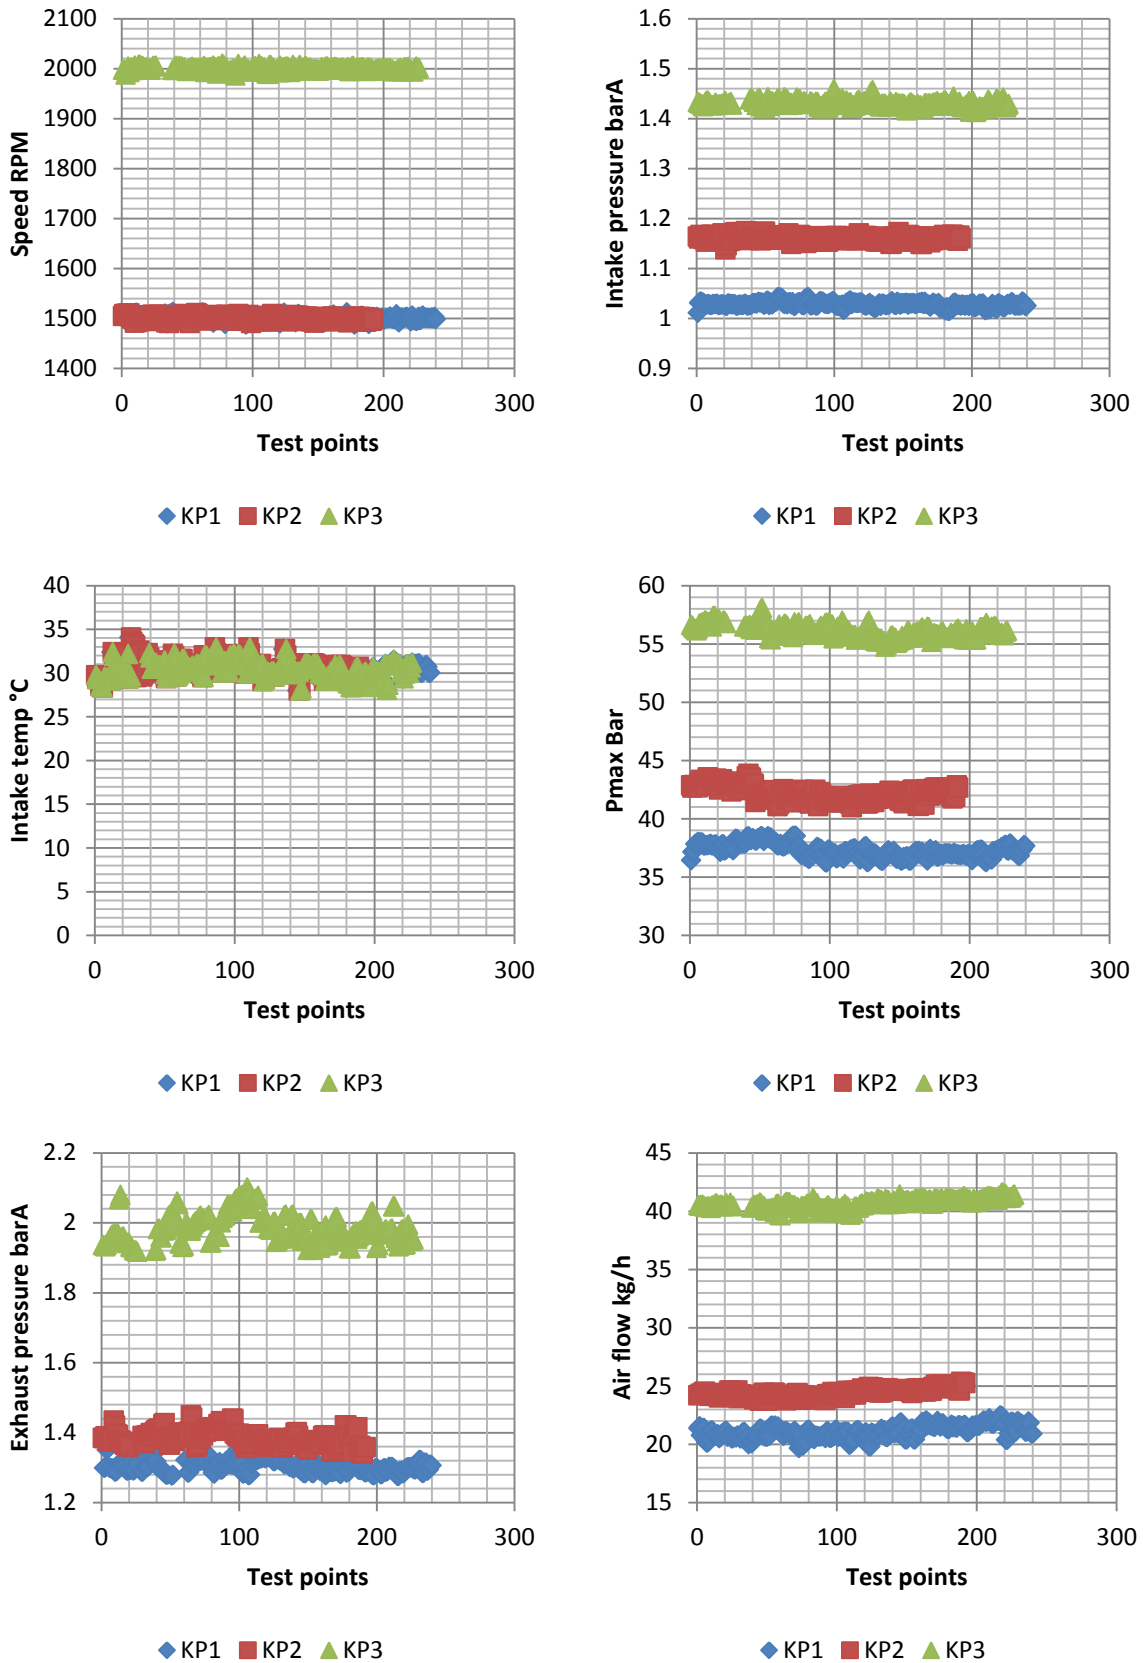 Speed RPM
2100
2000
1900
1800
1700
1600
1500
1400
0 100 200 300
Test points
KP1 KP2 KP3
Intake pressure barA
1.6
1.5
1.4
1.3
1.2
1.1
1
0.9
0 100 200 300
Test points
KP1 KP2 KP3
Intake temp °C
40
35
30
25
20
15
10
5
0
0 100 200 300
Test points
KP1 KP2 KP3
Pmax Bar
60
55
50
45
40
35
30
0 100 200 300
Test points
KP1 KP2 KP3
Exhaust pressure barA
2.2
2
1.8
1.6
1.4
1.2
0 100 200 300
Test points
KP1 KP2 KP3
Air flow kg/h
45
40
35
30
25
20
15
0 100 200 300
Test points
KP1 KP2 KP3